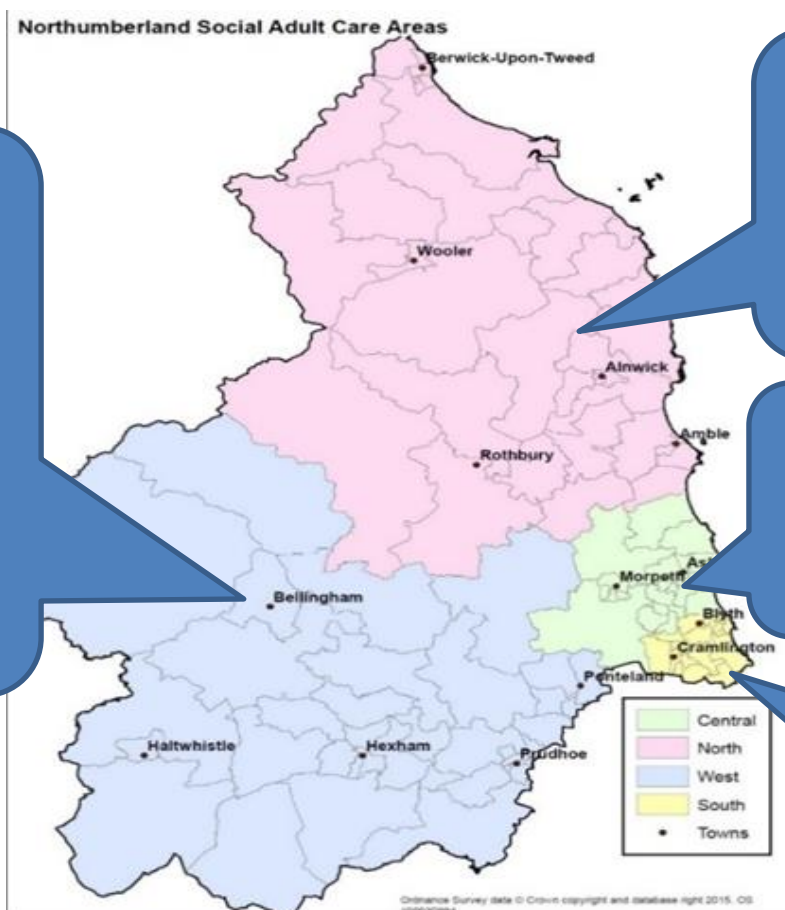 Northumberland Social Adult Care Areas
Berwick-Upon-Tweed
Wooler
Alnwick
Amble
Rothbury
Morpeth
Bellingham
Blyth
Cramlington
Ponteland
Haltwhistle
Hexham
Prudhoe
Central
North
West
South
Towns
Ordnance Survey data © Crown copyright and database right 2015. OS